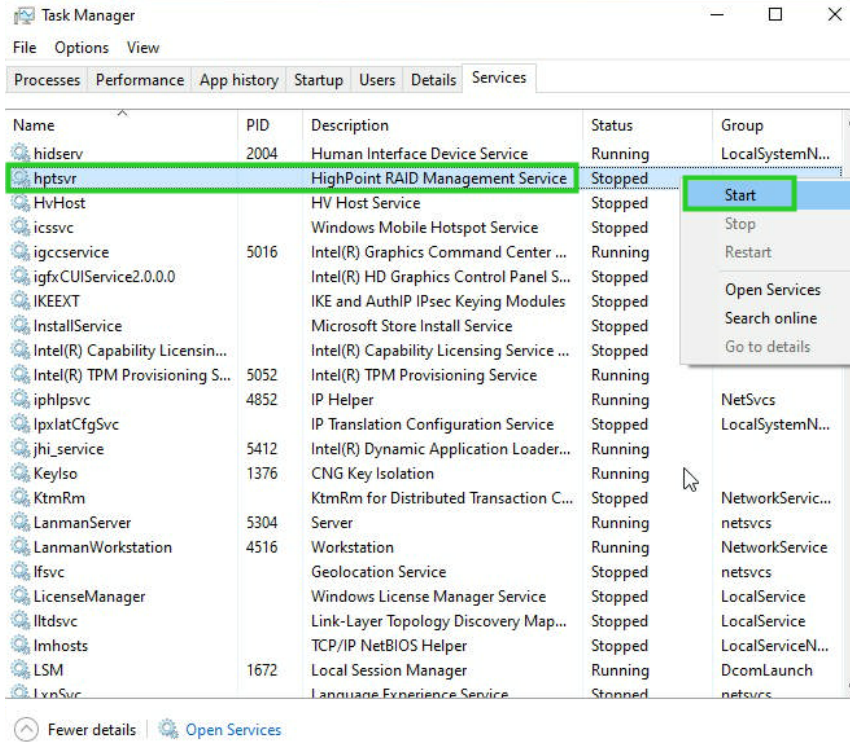 Task Manager
File Options View
Processes Performance App history Startup Users Details Services
Name PID Description Status Group
hidserv 2004 Human Interface Device Service Running LocalSystemN...
hptsvr HighPoint RAID Management Service Stopped
HvHost HV Host Service Stopped
icssvc Windows Mobile Hotspot Service Stopped
igccservice 5016 Intel(R) Graphics Command Center ... Running
igfxCUIService2.0.0.0 Intel(R) HD Graphics Control Panel S... Stopped
IKEEXT IKE and AuthIP IPsec Keying Modules Stopped
InstallService Microsoft Store Install Service Stopped
Intel(R) Capability Licensin... Intel(R) Capability Licensing Service ... Stopped
Intel(R) TPM Provisioning S... 5052 Intel(R) TPM Provisioning Service Running
iphlpsvc 4852 IP Helper Running NetSvcs
IpxlatCfgSvc IP Translation Configuration Service Stopped LocalSystemN...
jhi_service 5412 Intel(R) Dynamic Application Loader... Running
KeyIso 1376 CNG Key Isolation Running
KtmRm KtmRm for Distributed Transaction C... Stopped NetworkServic...
LanmanServer 5304 Server Running netsvcs
LanmanWorkstation 4516 Workstation Running NetworkService
lfsvc Geolocation Service Stopped netsvcs
LicenseManager Windows License Manager Service Stopped LocalService
lltdsvc Link-Layer Topology Discovery Map... Stopped LocalService
lmhosts TCP/IP NetBIOS Helper Stopped LocalServiceN...
LSM 1672 Local Session Manager Running DcomLaunch
LxpSvc Language Experience Service Stopped netsvcs
Start
Stop
Restart
Open Services
Search online
Go to details
Fewer details Open Services